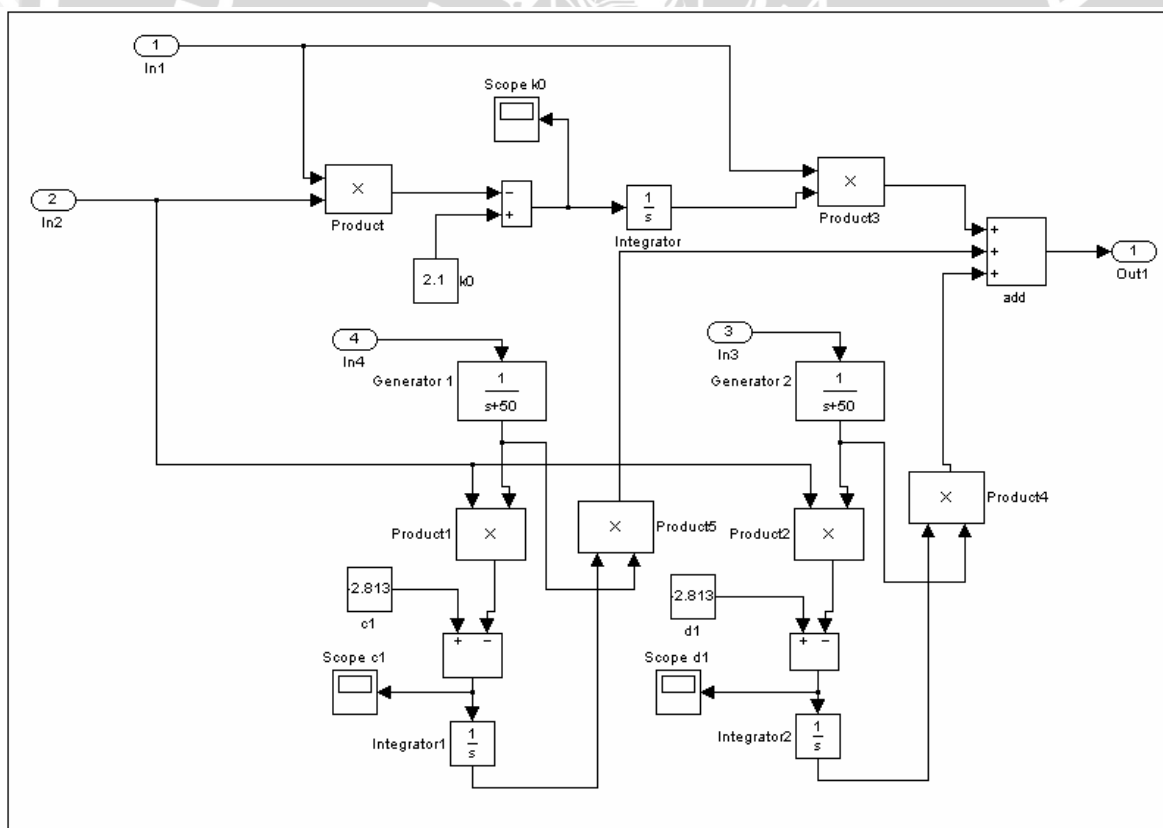 1
In1
Scope k0
×
Product
2
In2
−
+
1
s
Integrator
×
Product3
2.1
k0
+
+
+
add
1
Out1
4
In4
3
In3
Generator 1
1
s+50
Generator 2
1
s+50
×
Product1
×
Product5
×
Product2
×
Product4
-2.813
c1
-2.813
d1
+ −
+ −
Scope c1
Scope d1
Integrator1
1
s
Integrator2
1
s